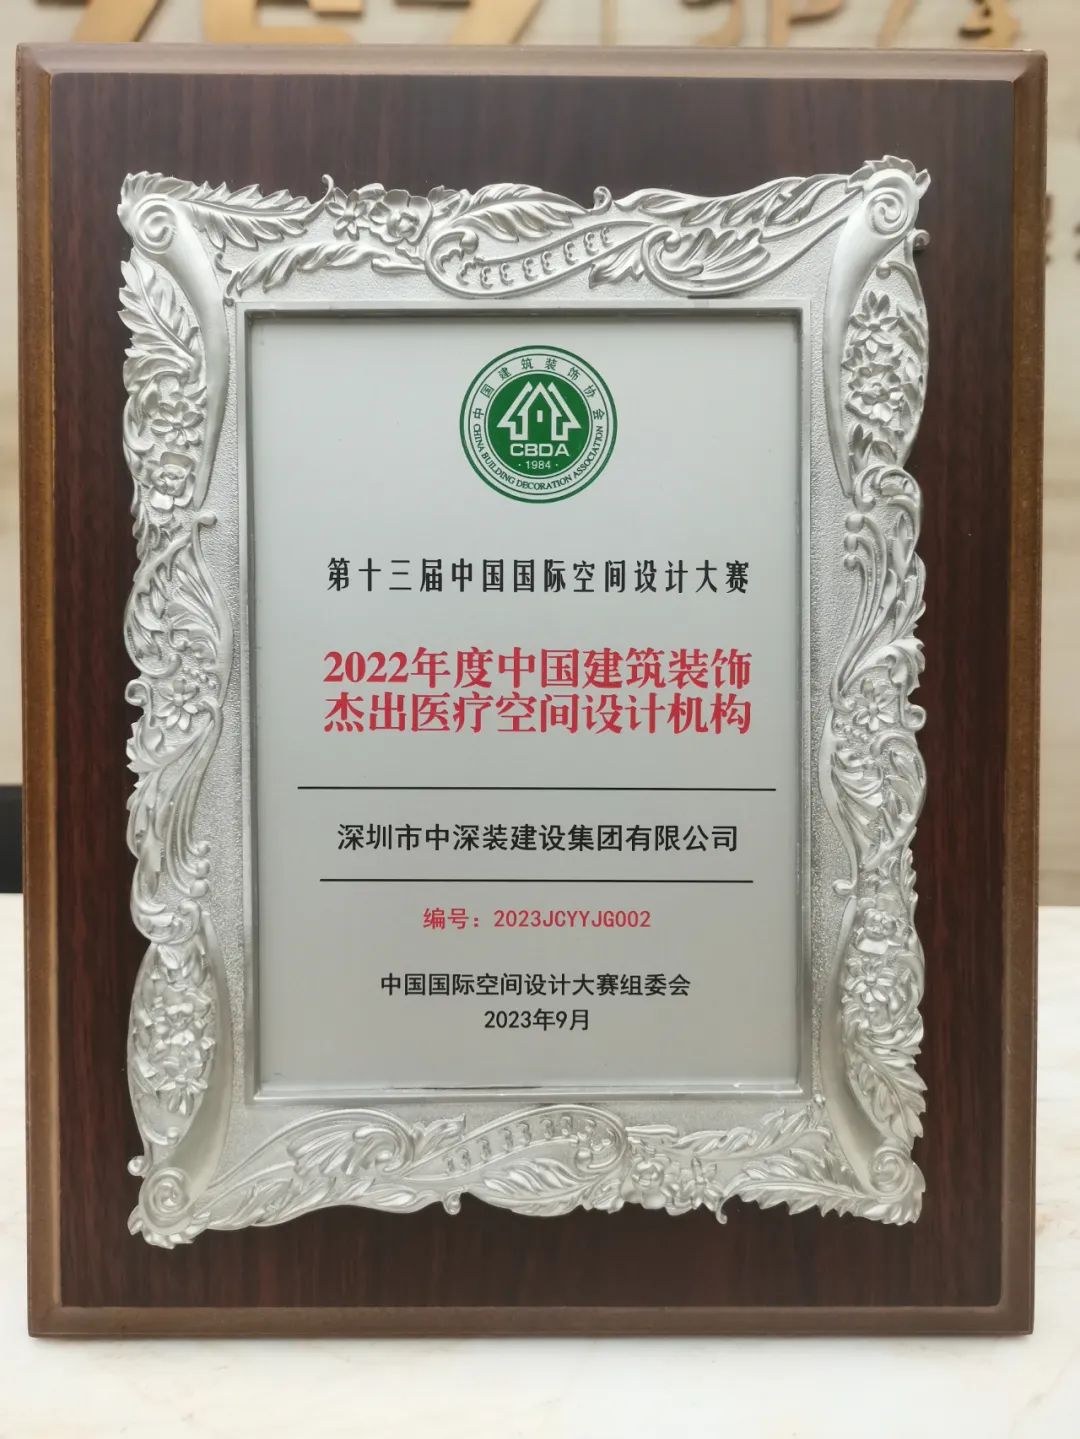 中国建筑装饰协会
CBDA
·1984·
CHINA BUILDING DECORATION ASSOCIATION
第十三届中国国际空间设计大赛
2022年度中国建筑装饰
杰出医疗空间设计机构
深圳市中深装建设集团有限公司
编号：2023JCYYJG002
中国国际空间设计大赛组委会
2023年9月